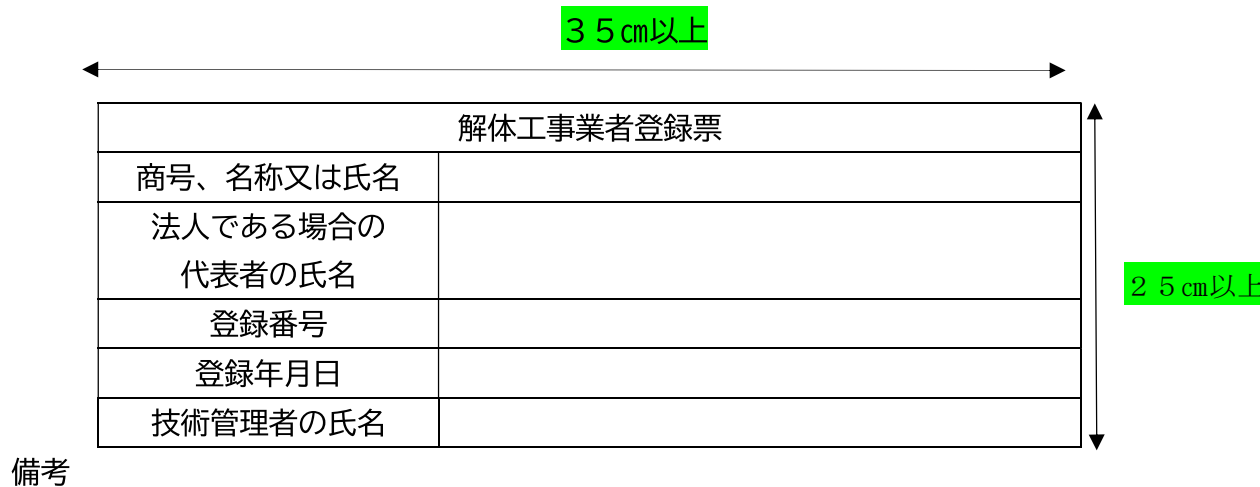 ３５㎝以上
解体工事業者登録票
商号、名称又は氏名
法人である場合の
代表者の氏名
２５㎝以上
登録番号
登録年月日
技術管理者の氏名
備考